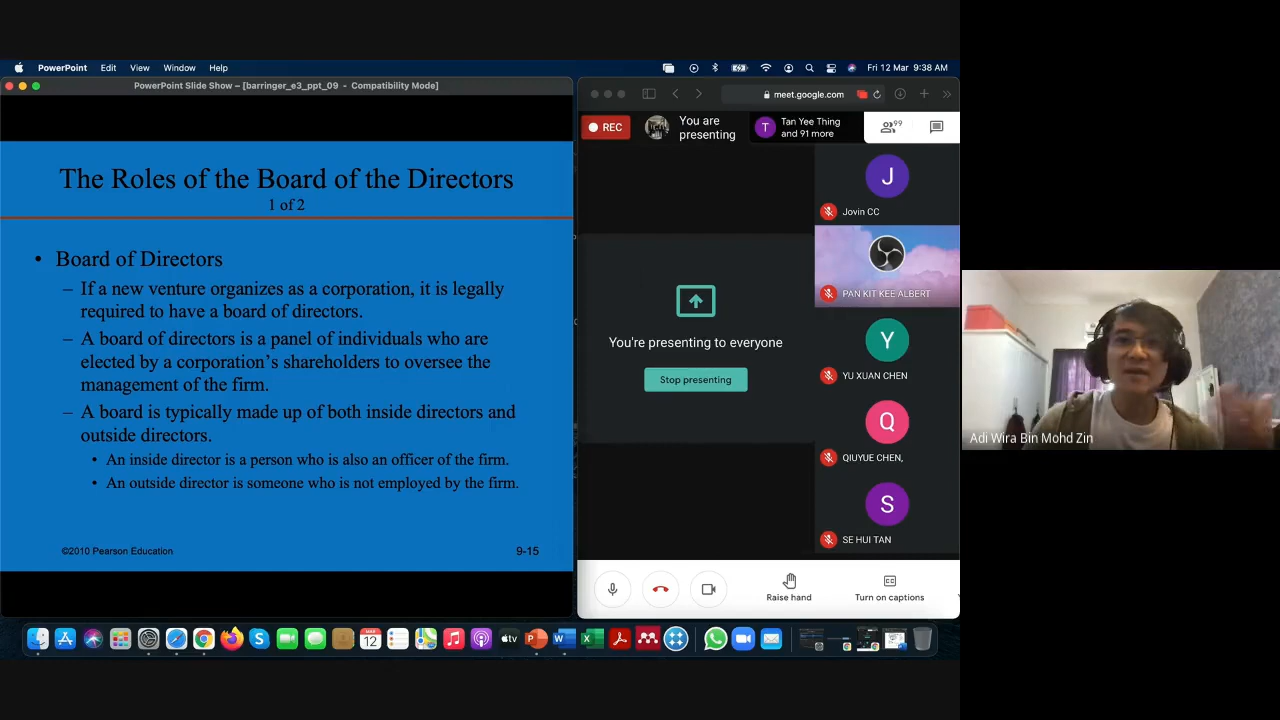 PowerPoint Edit View Window Help Fri 12 Mar 9:38 AM
PowerPoint Slide Show - [barringer_e3_ppt_09 - Compatibility Mode]
The Roles of the Board of the Directors
1 of 2
• Board of Directors
– If a new venture organizes as a corporation, it is legally
required to have a board of directors.
– A board of directors is a panel of individuals who are
elected by a corporation's shareholders to oversee the
management of the firm.
– A board is typically made up of both inside directors and
outside directors.
• An inside director is a person who is also an officer of the firm.
• An outside director is someone who is not employed by the firm.
©2010 Pearson Education 9-15
meet.google.com
REC
You are
presenting
T
Tan Yee Thing
and 91 more
99
You're presenting to everyone
Stop presenting
J
Jovin CC
PAN KIT KEE ALBERT
Y
YU XUAN CHEN
Q
QIUYUE CHEN,
S
SE HUI TAN
Raise hand
Turn on captions
MAR
12
tv
Adi Wira Bin Mohd Zin